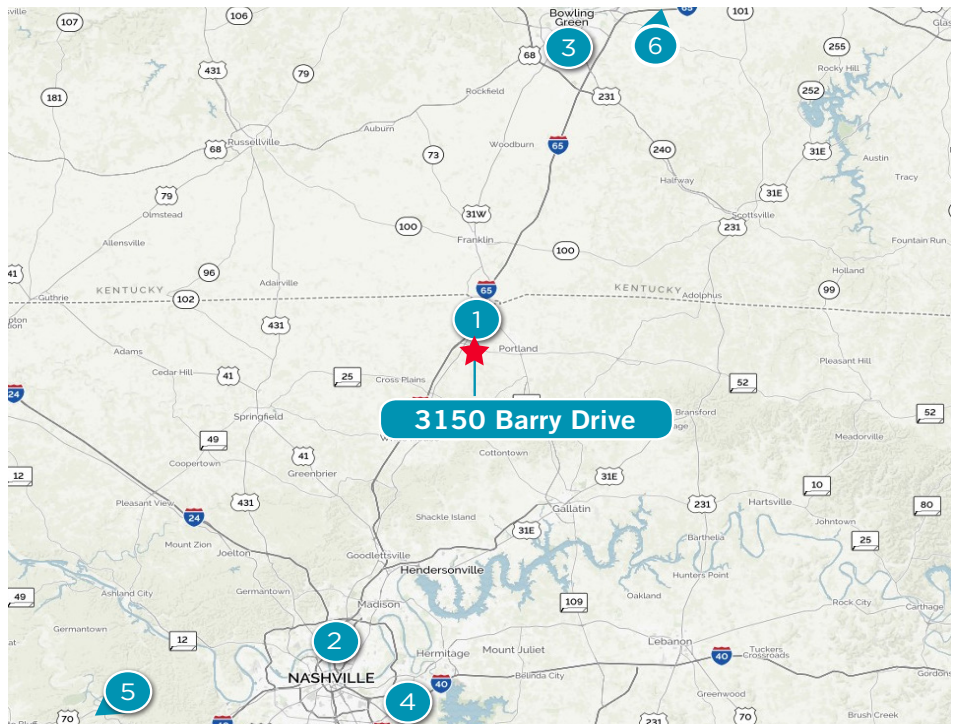 ville
106
Bowling
Green
65
101
107
Glas
3
6
68
255
431
79
Rocky Hill
181
Rockfield
231
252
Auburn
Russellville
68
73
Woodburn
65
240
31E
Austin
79
Halfway
31E
Tracy
Olmstead
31W
Scottsville
100
231
Allensville
Franklin
100
Fountain Run
41
96
Holland
Guthrie
KENTUCKY
102
Adairville
65
KENTUCKY
Adolphus
99
1
431
Adams
Portland
Pleasant Hill
Cedar Hill
41
25
Cross Plains
52
24
3150 Barry Drive
Springfield
Bransford
52
49
Meadorville
Coopertown
41
Cottontown
12
Greenbrier
31E
10
Pleasant View
431
231
Hartsville
80
24
Shackle Island
Gallatin
Johntown
31E
Mount Zion
Joelton
Goodlettsville
Barthelia
25
Hendersonville
Hunters Point
49
Ashland City
Germantown
Madison
109
Oakland
Rock City
Carthage
Germantown
12
2
Hermitage
Mount Juliet
Lebanon
Tuckers
Crossroads
40
NASHVILLE
40
Belinda City
Gordons
5
4
Greenwood
70
231
70
Brush Creek